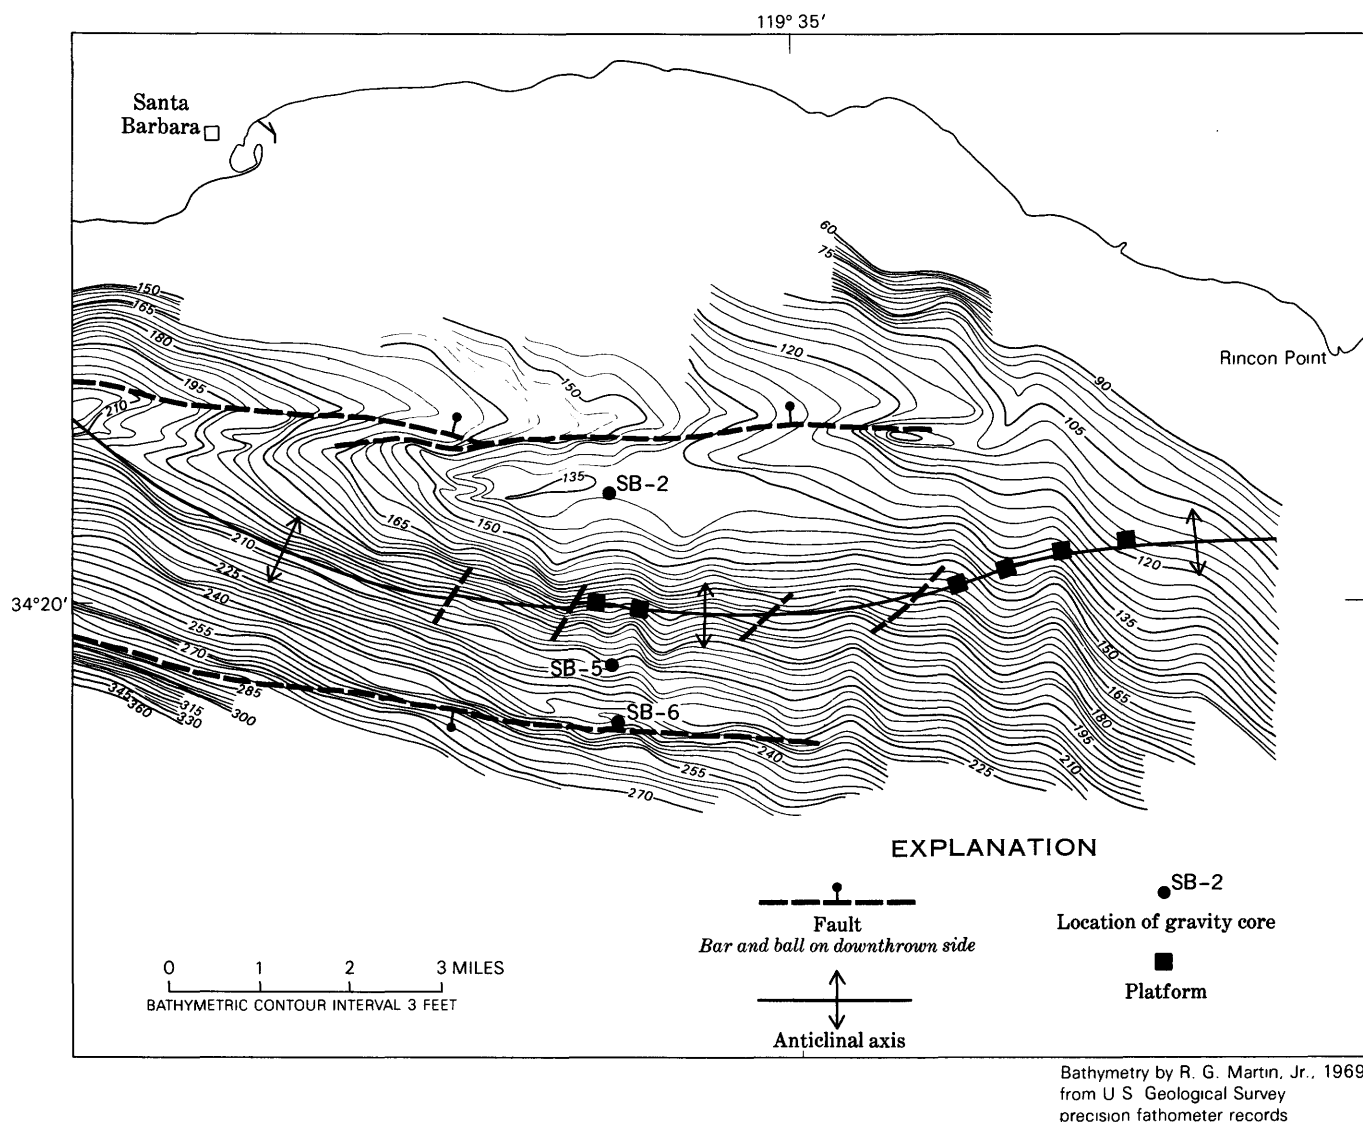 119° 35′
Santa
Barbara
60
75
150
165
180
195
210
120
90
Rincon Point
150
105
135
SB-2
165
150
210
225
240
34°20′
120
135
150
165
180
195
210
225
255
270
285
300
315
330
345
360
SB-5
SB-6
240
255
270
EXPLANATION
Fault
Bar and ball on downthrown side
SB-2
Location of gravity core
Platform
Anticlinal axis
0 1 2 3 MILES
BATHYMETRIC CONTOUR INTERVAL 3 FEET
Bathymetry by R. G. Martin, Jr., 1969
from U S Geological Survey
precision fathometer records